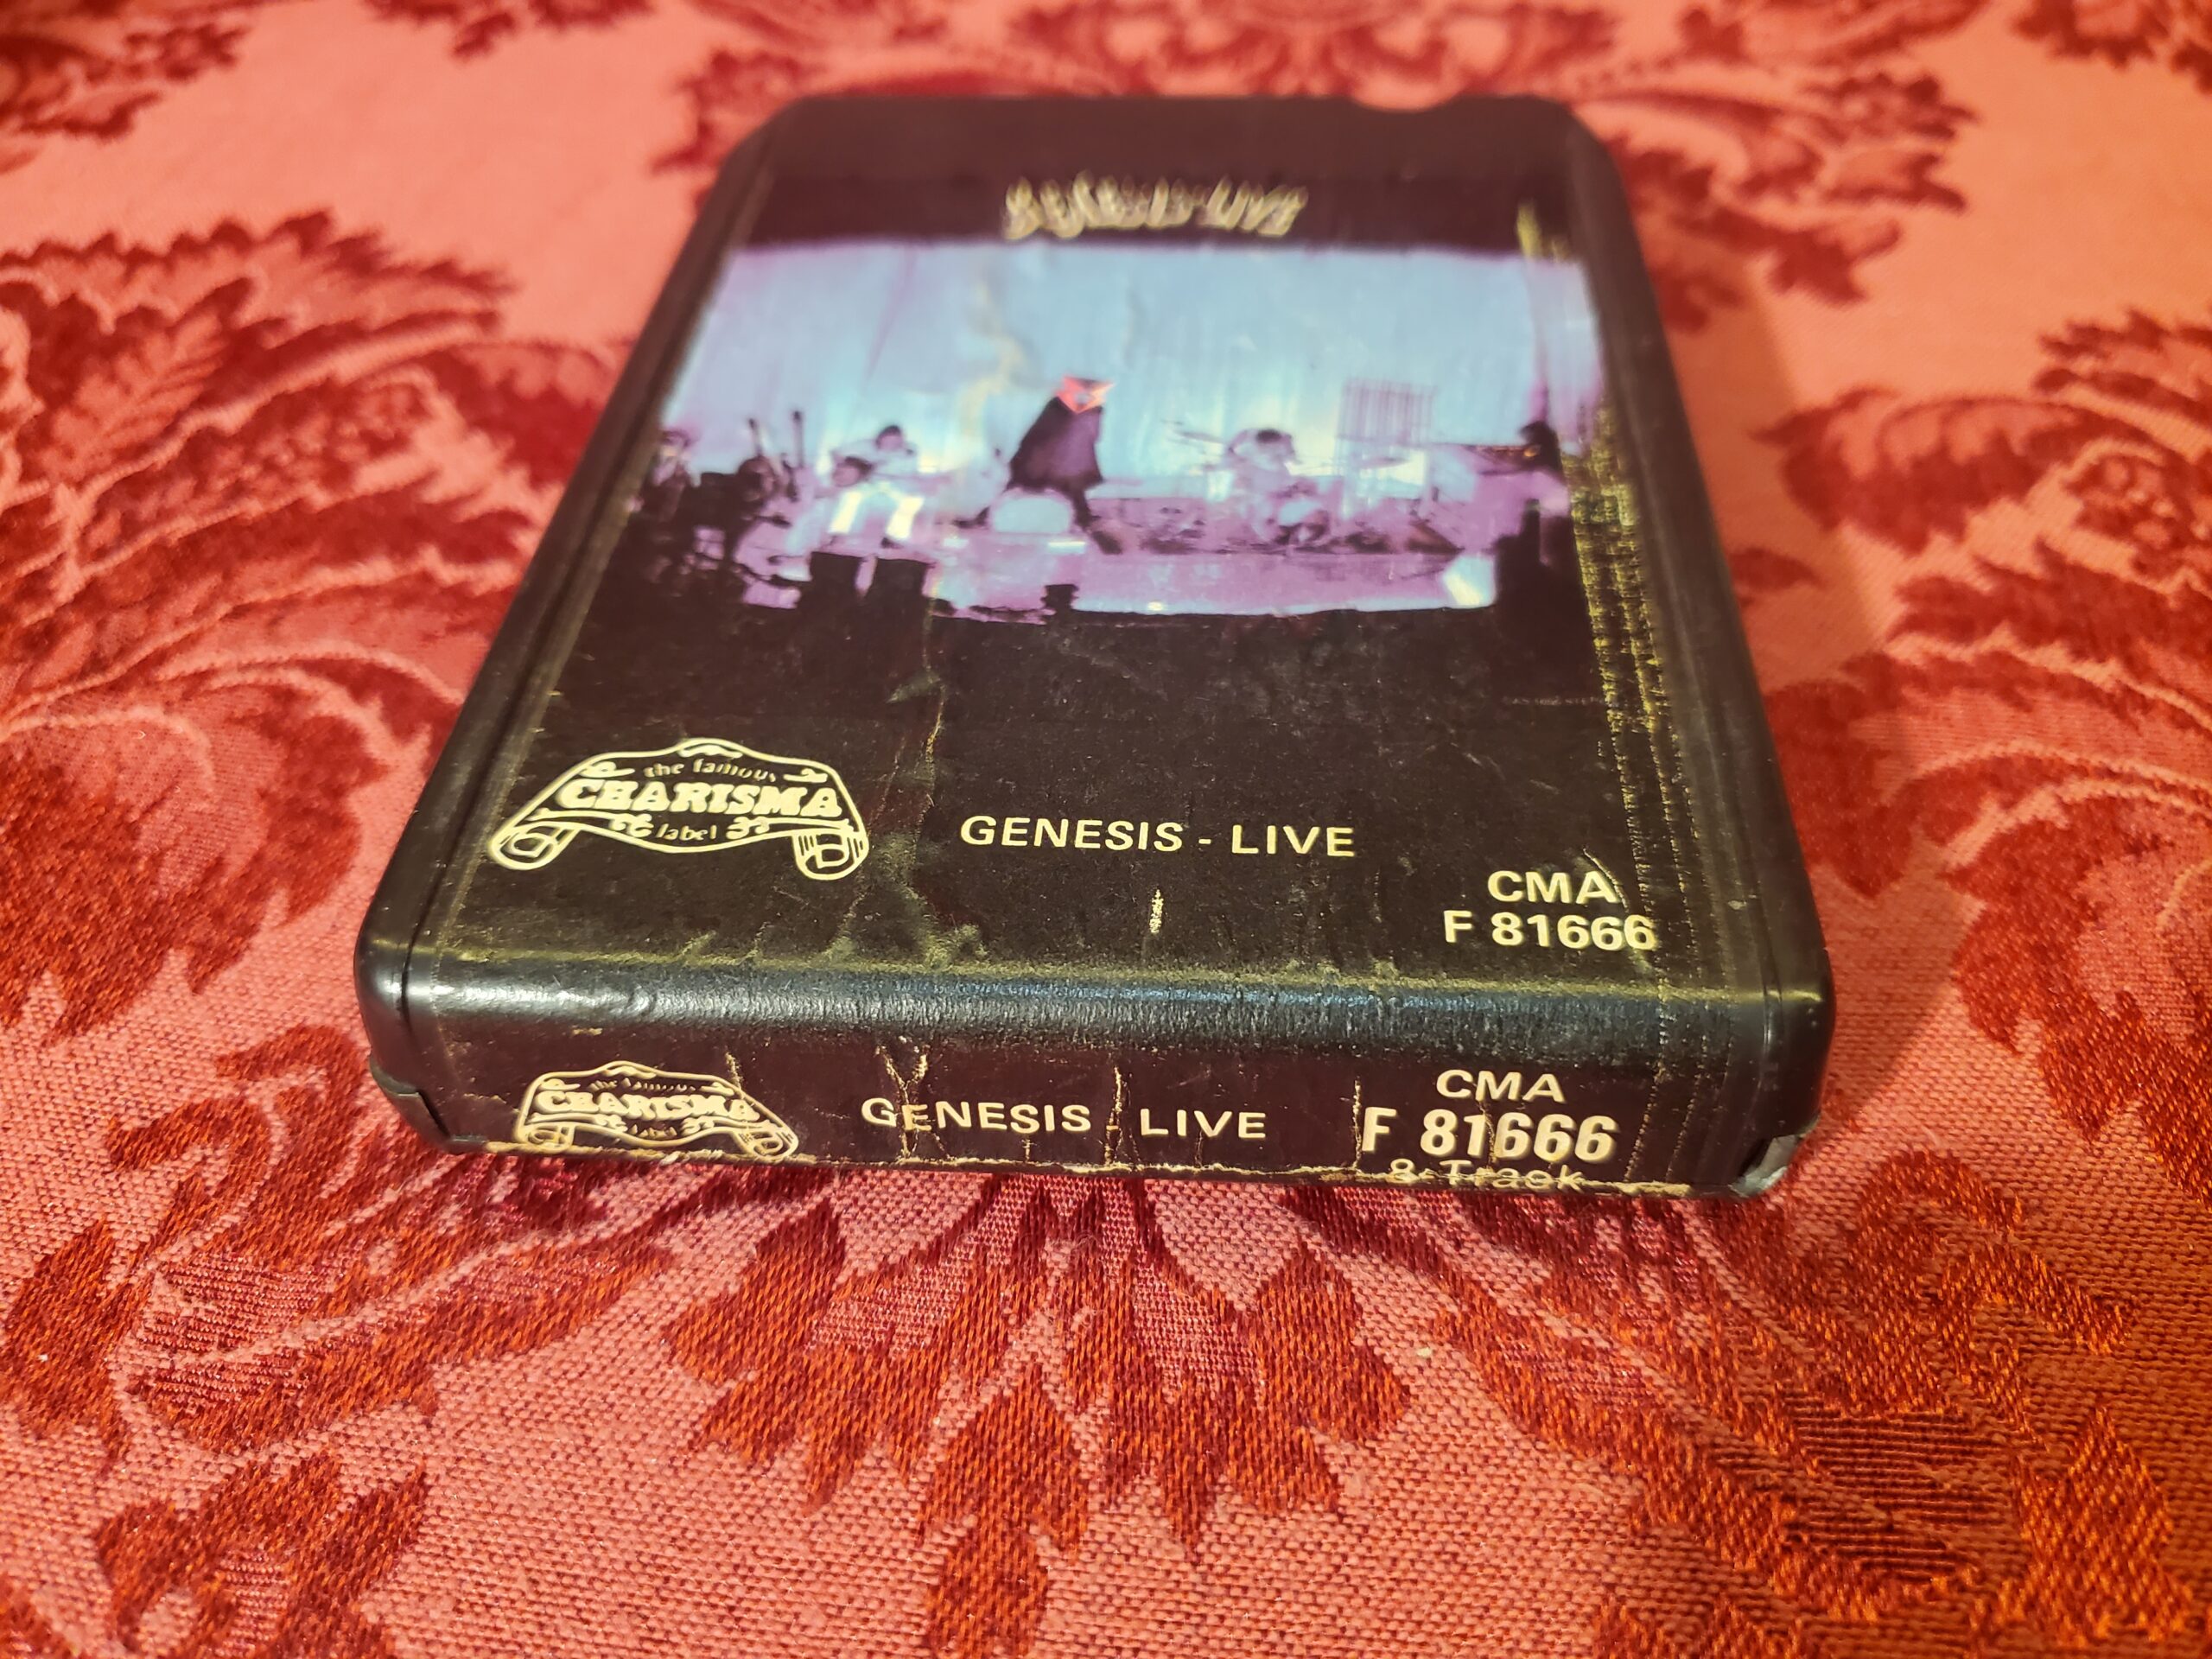 GENESIS LIVE
the famous
CHARISMA
label
GENESIS - LIVE
CMA
F 81666
the famous
CHARISMA
label
GENESIS - LIVE
CMA
F 81666
8-Track